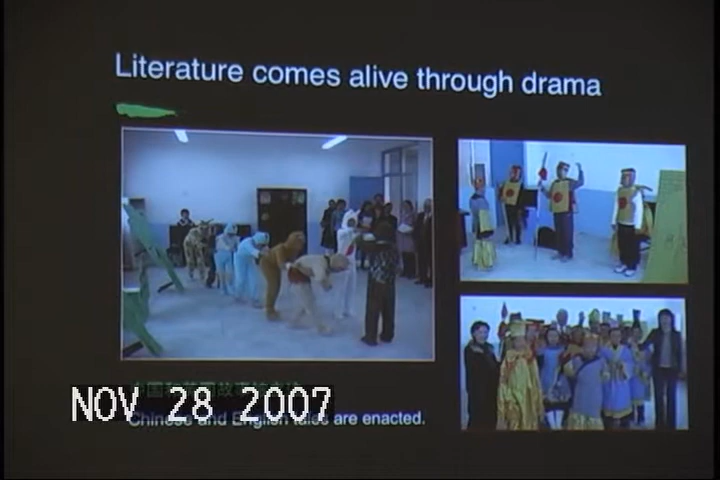 Literature comes alive through drama
NOV 28 2007
Chinese and English tales are enacted.